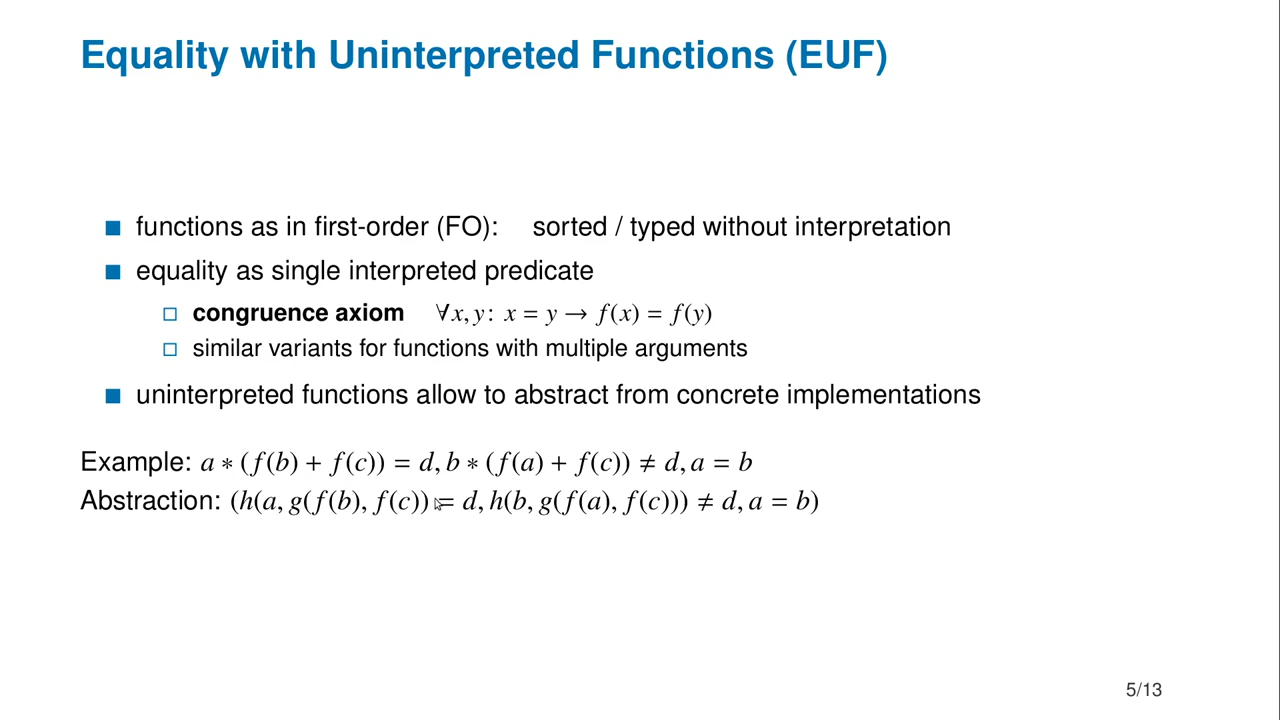 Equality with Uninterpreted Functions (EUF)
functions as in first-order (FO): sorted / typed without interpretation
equality as single interpreted predicate
congruence axiom ∀x, y: x = y → f(x) = f(y)
similar variants for functions with multiple arguments
uninterpreted functions allow to abstract from concrete implementations
Example: a ∗ (f(b) + f(c)) = d, b ∗ (f(a) + f(c)) ≠ d, a = b
Abstraction: (h(a, g(f(b), f(c)) = d, h(b, g(f(a), f(c))) ≠ d, a = b)
5/13